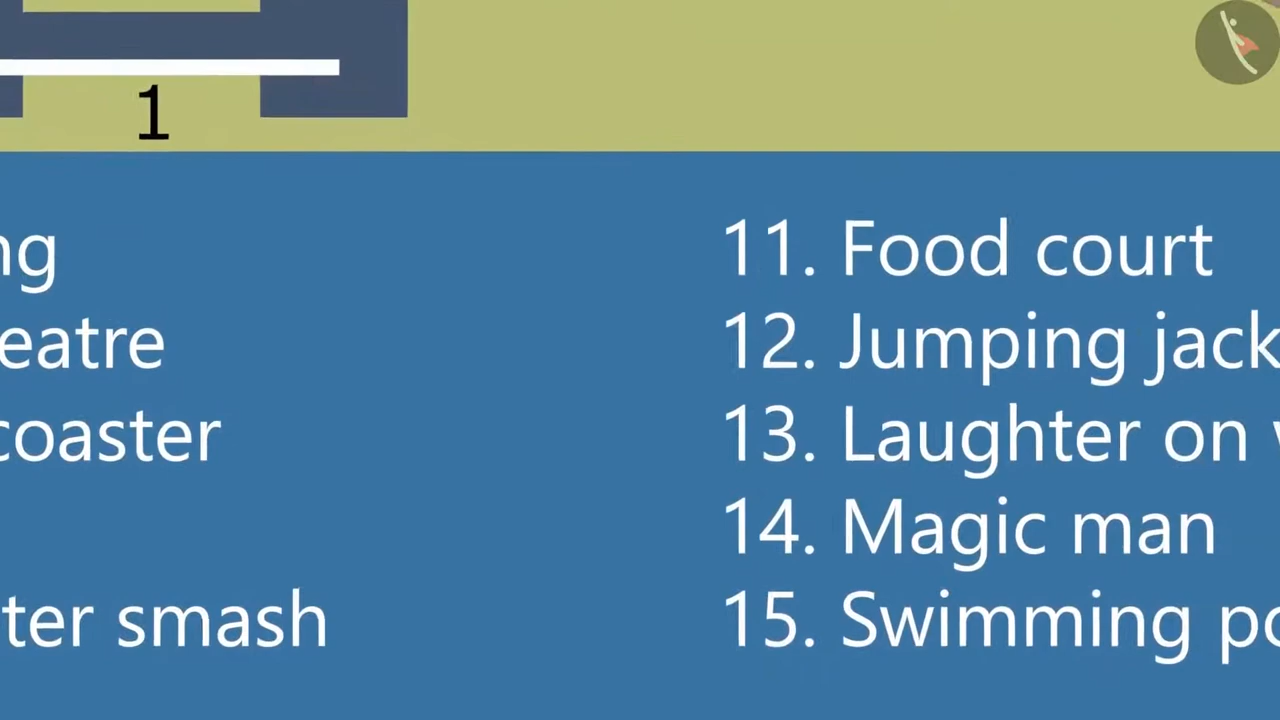 1
ng
eatre
coaster
ter smash
11. Food court
12. Jumping jack
13. Laughter on
14. Magic man
15. Swimming po